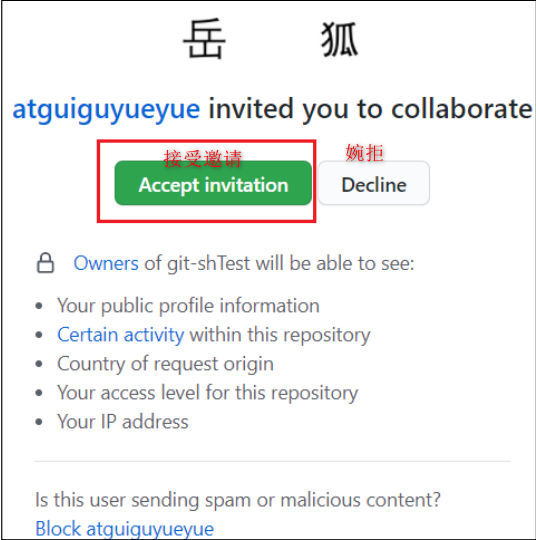 岳 狐
atguiguyueyue invited you to collaborate
接受邀请 婉拒
Accept invitation Decline
Owners of git-shTest will be able to see:
• Your public profile information
• Certain activity within this repository
• Country of request origin
• Your access level for this repository
• Your IP address
Is this user sending spam or malicious content?
Block atguiguyueyue